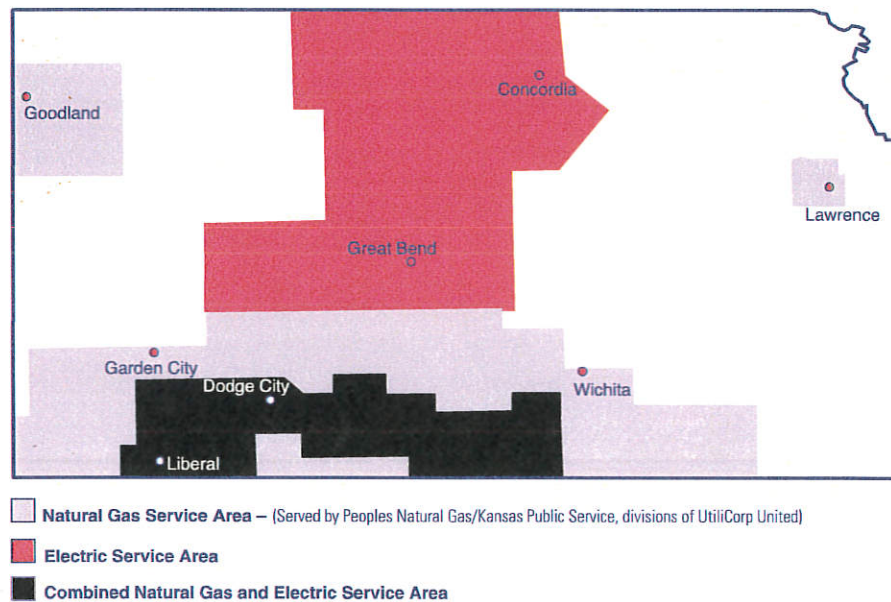 Concordia
Goodland
Lawrence
Great Bend
Garden City
Dodge City
Wichita
Liberal
Natural Gas Service Area – (Served by Peoples Natural Gas/Kansas Public Service, divisions of UtiliCorp United)
Electric Service Area
Combined Natural Gas and Electric Service Area